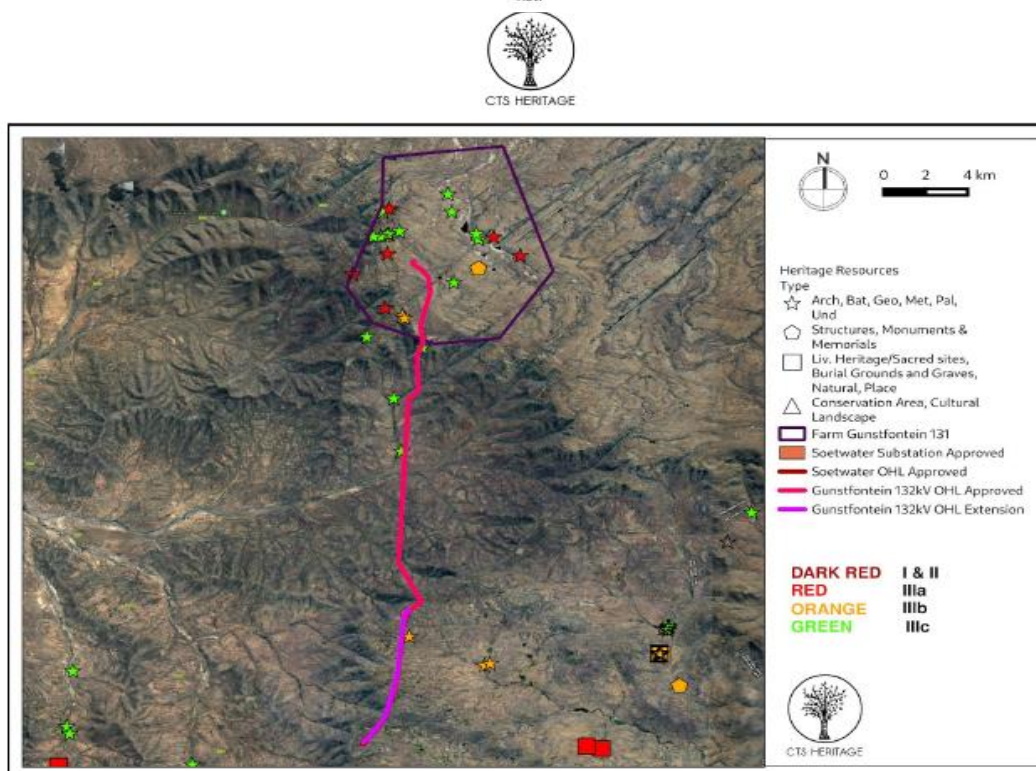 CTS HERITAGE
N
0 2 4 km
Heritage Resources
Type
Arch, Bat, Geo, Met, Pal,
Und
Structures, Monuments &
Memorials
Liv. Heritage/Sacred sites,
Burial Grounds and Graves,
Natural, Place
Conservation Area, Cultural
Landscape
Farm Gunstfontein 131
Soetwater Substation Approved
Soetwater OHL Approved
Gunstfontein 132kV OHL Approved
Gunstfontein 132kV OHL Extension
DARK RED I & II
RED IIIa
ORANGE IIIb
GREEN IIIc
CTS HERITAGE